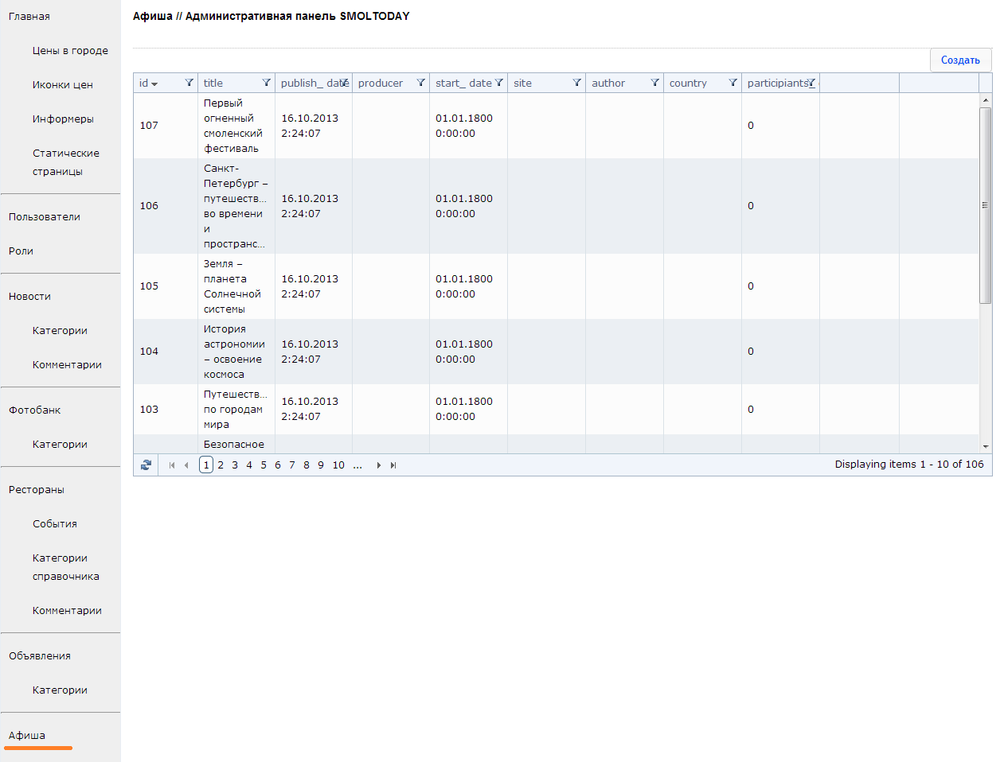 Главная
Цены в городе
Иконки цен
Информеры
Статические
страницы
Пользователи
Роли
Новости
Категории
Комментарии
Фотобанк
Категории
Рестораны
События
Категории
справочника
Комментарии
Объявления
Категории
Афиша
Афиша // Административная панель SMOLTODAY
Создать
id title publish_ date producer start_ date site author country participiants_
107 Первый огненный смоленский фестиваль 16.10.2013 2:24:07 01.01.1800 0:00:00 0
106 Санкт-Петербург – путешеств... во времени и пространс... 16.10.2013 2:24:07 01.01.1800 0:00:00 0
105 Земля – планета Солнечной системы 16.10.2013 2:24:07 01.01.1800 0:00:00 0
104 История астрономии – освоение космоса 16.10.2013 2:24:07 01.01.1800 0:00:00 0
103 Путешеств... по городам мира 16.10.2013 2:24:07 01.01.1800 0:00:00 0
Безопасное
1 2 3 4 5 6 7 8 9 10 ... Displaying items 1 - 10 of 106